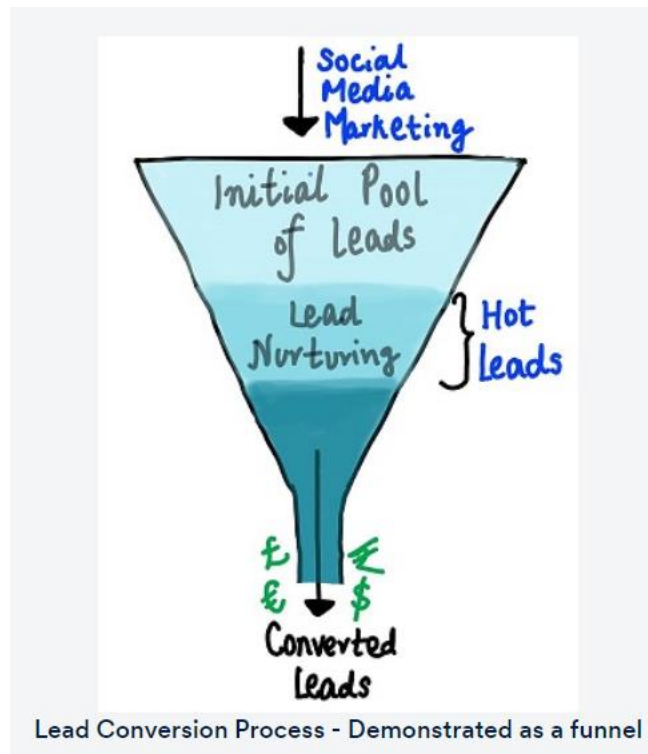 Social
Media
Marketing
Initial Pool
of Leads
Lead
Nurturing
Hot
Leads
£ ₹
€ $
Converted
Leads
Lead Conversion Process - Demonstrated as a funnel